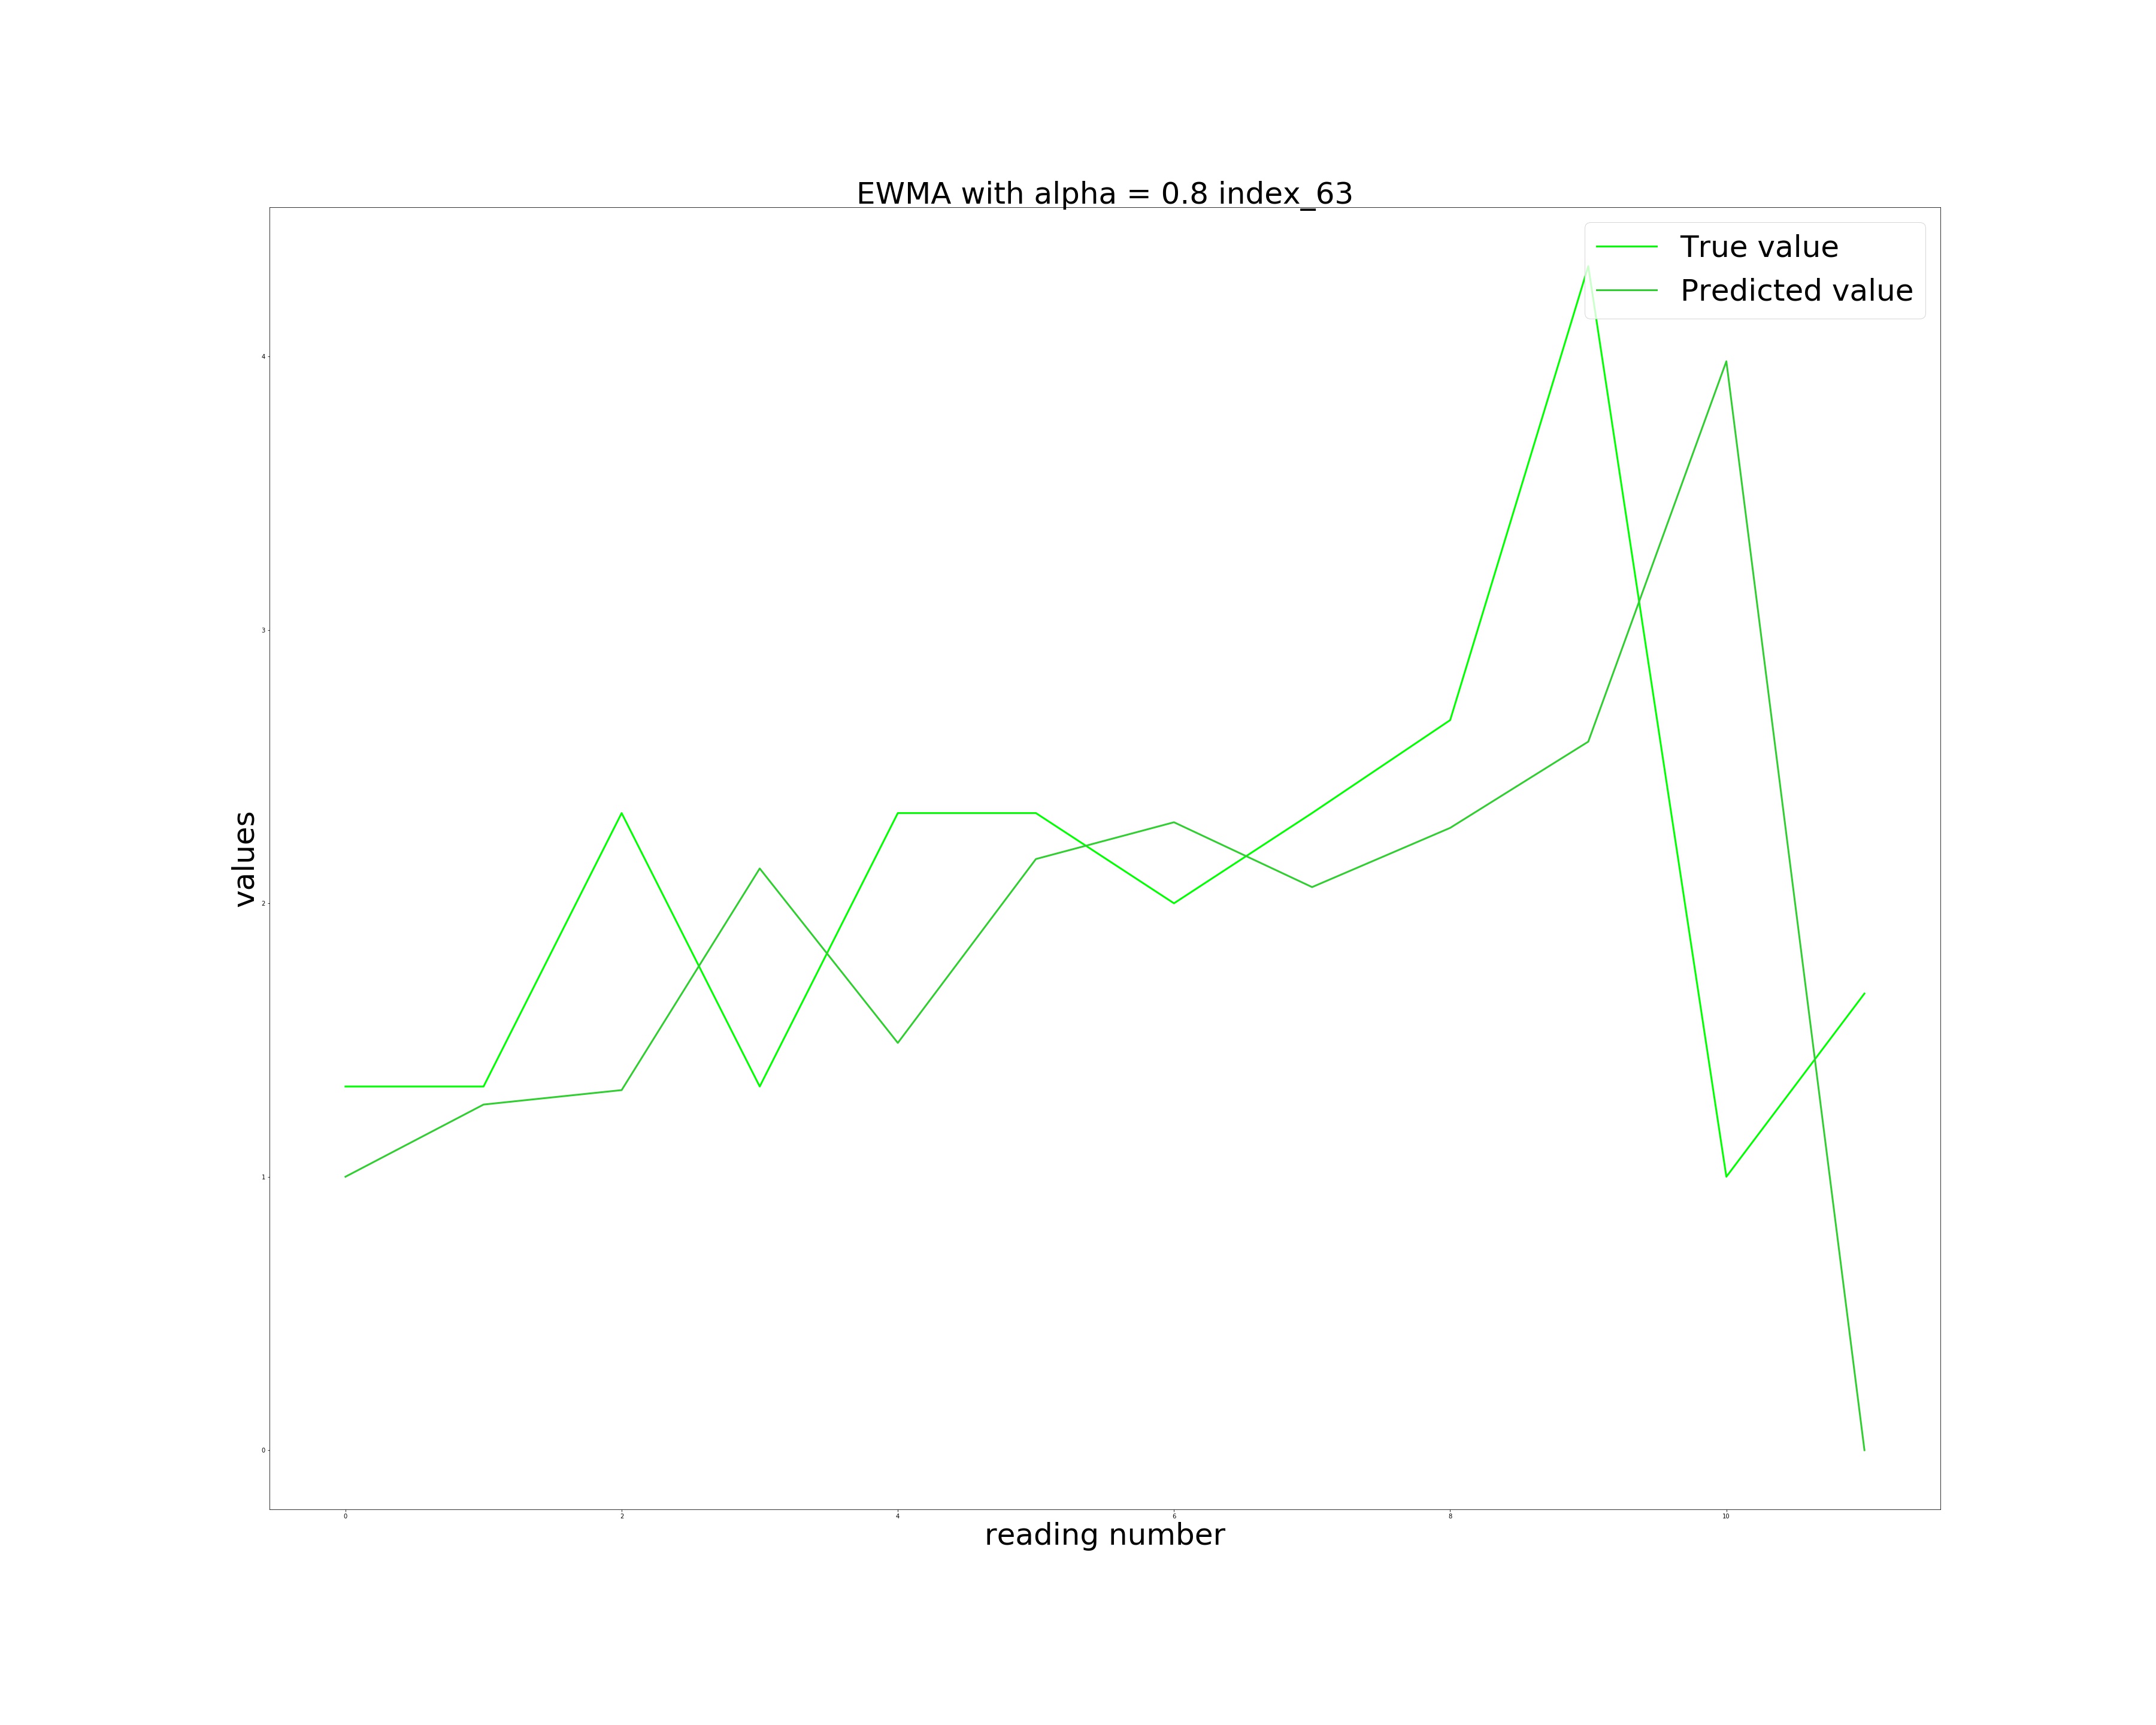 EWMA with alpha = 0.8 index_63
True value
Predicted value
4
3
2
1
0
values
0 2 4 6 8 10
reading number